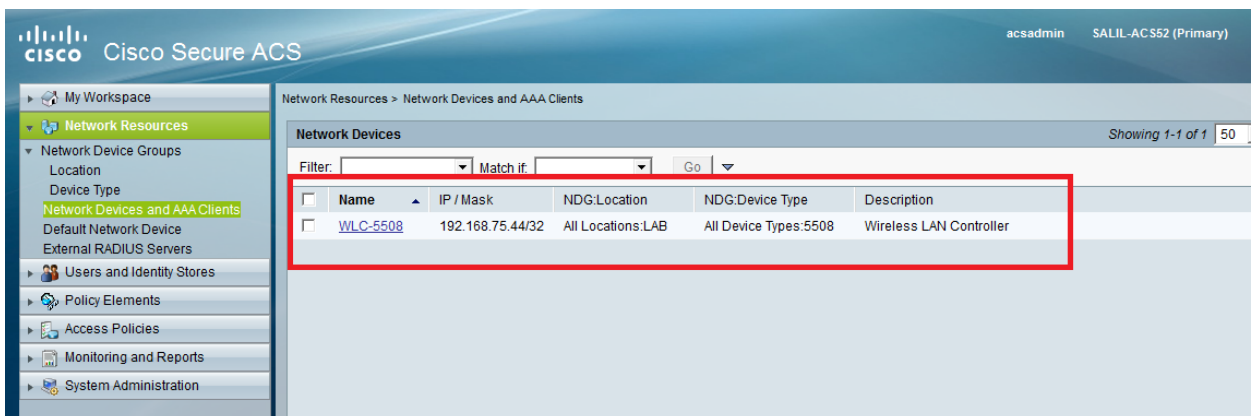 acsadmin SALIL-ACS52 (Primary)
CISCO Cisco Secure ACS
My Workspace
Network Resources
Network Device Groups
Location
Device Type
Network Devices and AAA Clients
Default Network Device
External RADIUS Servers
Users and Identity Stores
Policy Elements
Access Policies
Monitoring and Reports
System Administration
Network Resources > Network Devices and AAA Clients
Network Devices Showing 1-1 of 1 50
Filter: Match if: Go
Name IP / Mask NDG:Location NDG:Device Type Description
WLC-5508 192.168.75.44/32 All Locations:LAB All Device Types:5508 Wireless LAN Controller